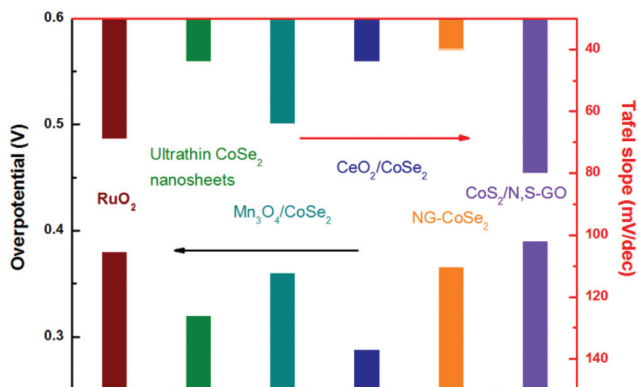 0.6
0.5
0.4
0.3
Overpotential (V)
RuO₂
Ultrathin CoSe₂
nanosheets
Mn₃O₄/CoSe₂
CeO₂/CoSe₂
NG-CoSe₂
CoS₂/N,S-GO
40
60
80
100
120
140
Tafel slope (mV/dec)